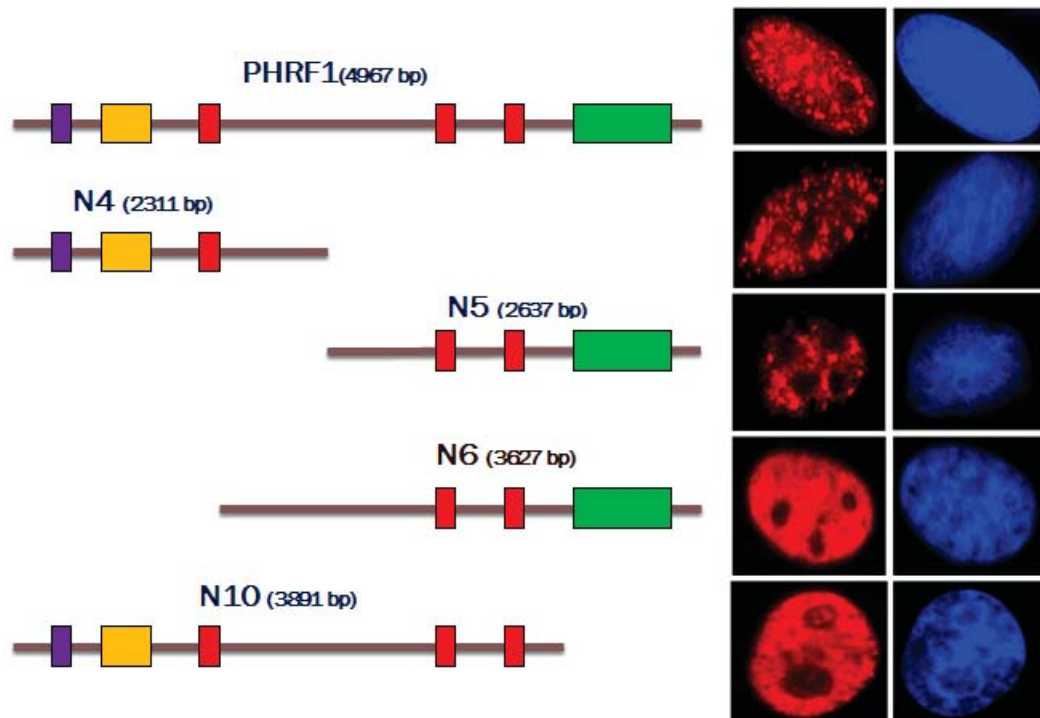 PHRF1(4967 bp)
N4 (2311 bp)
N5 (2637 bp)
N6 (3627 bp)
N10 (3891 bp)